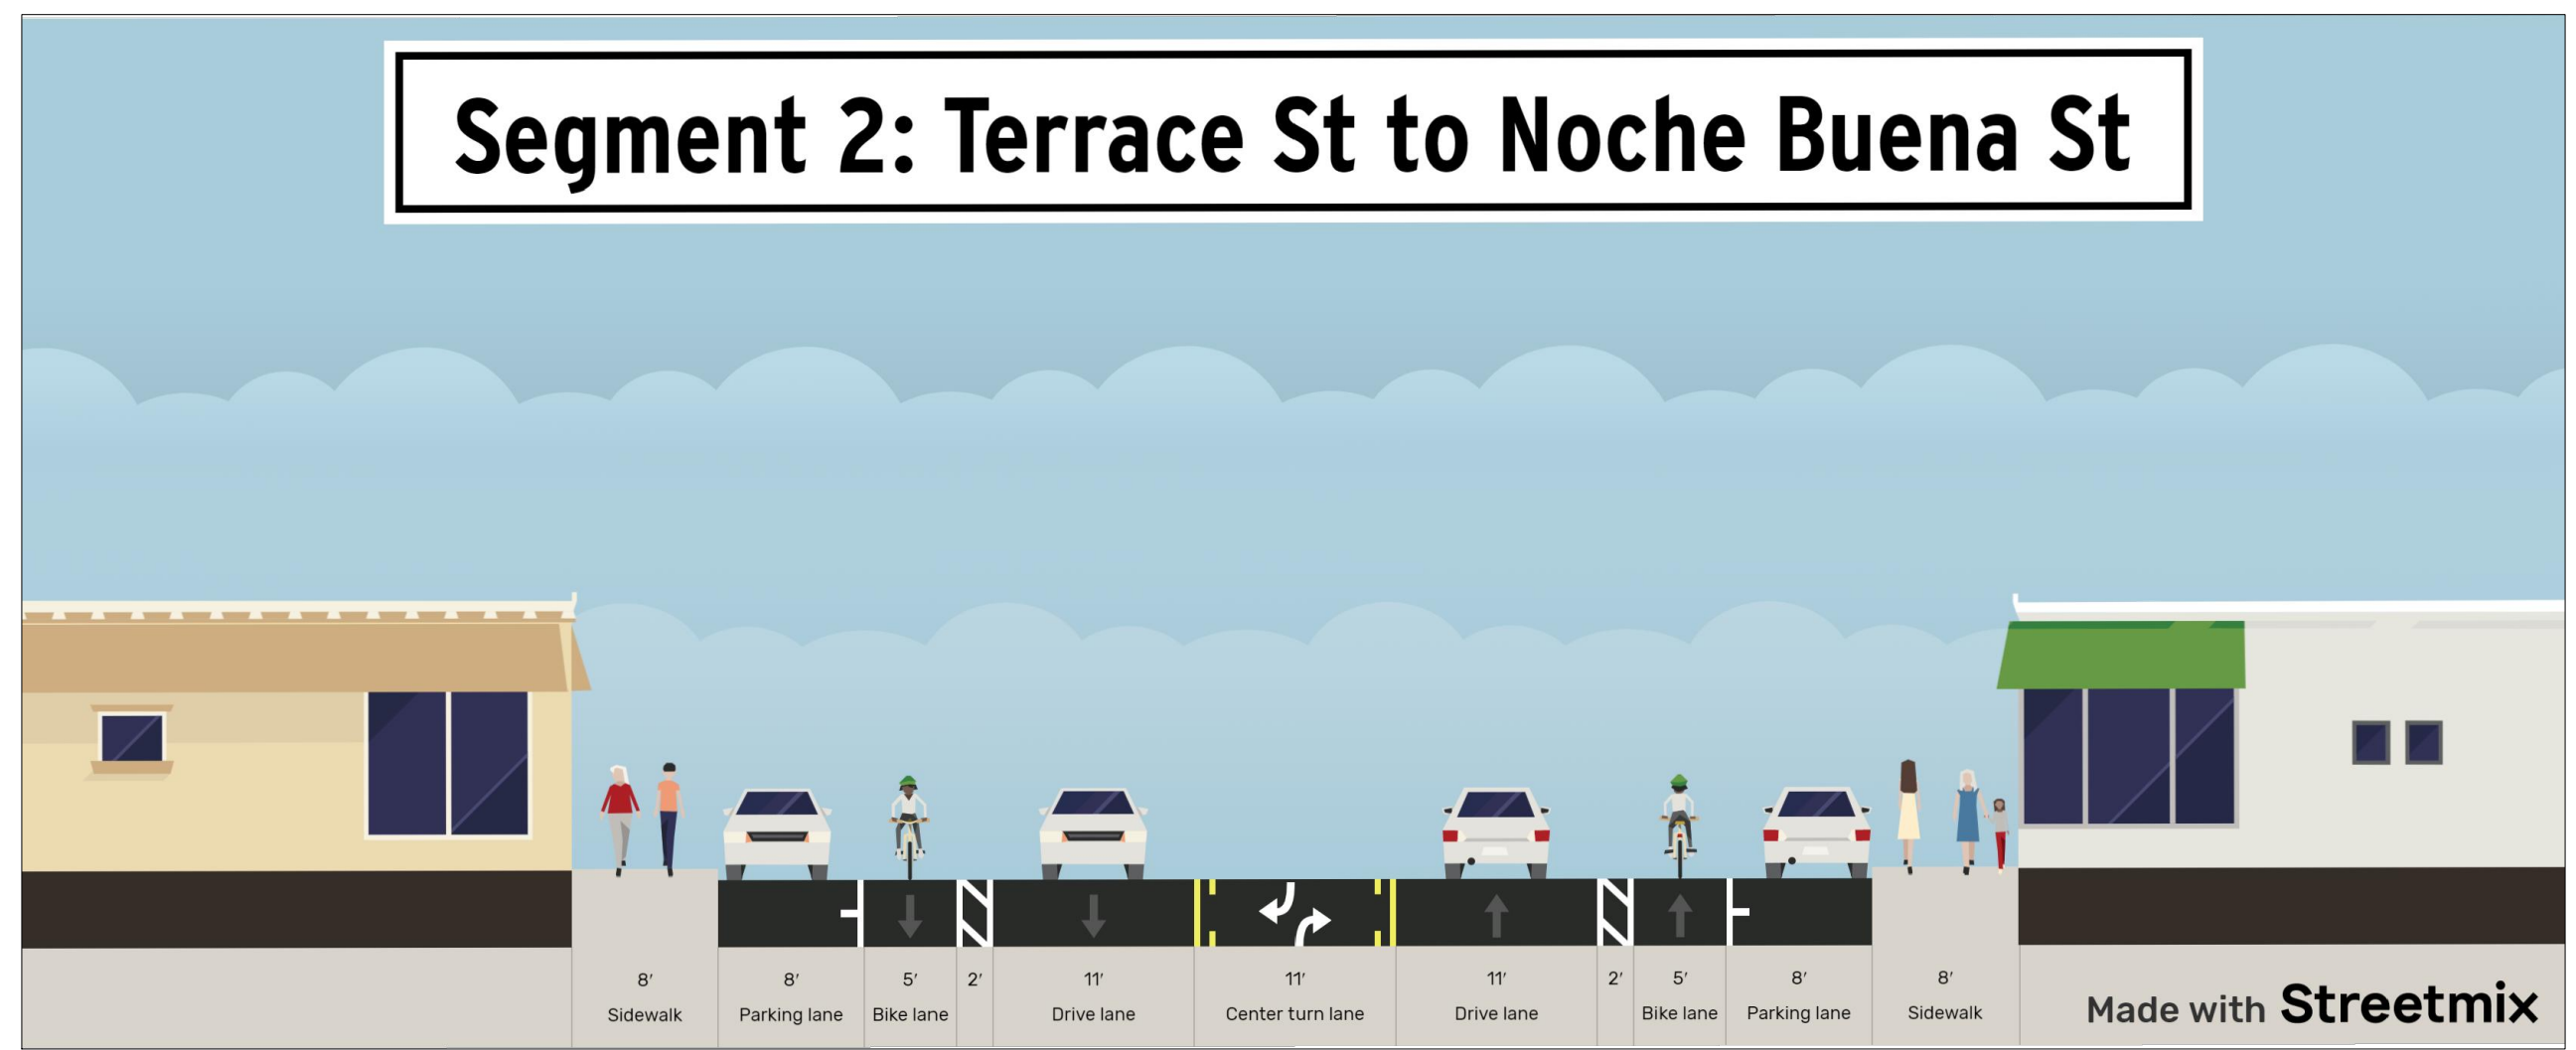 Segment 2: Terrace St to Noche Buena St
8′ 8′ 5′ 2′ 11′ 11′ 11′ 2′ 5′ 8′ 8′
Sidewalk Parking lane Bike lane Drive lane Center turn lane Drive lane Bike lane Parking lane Sidewalk
Made with Streetmix